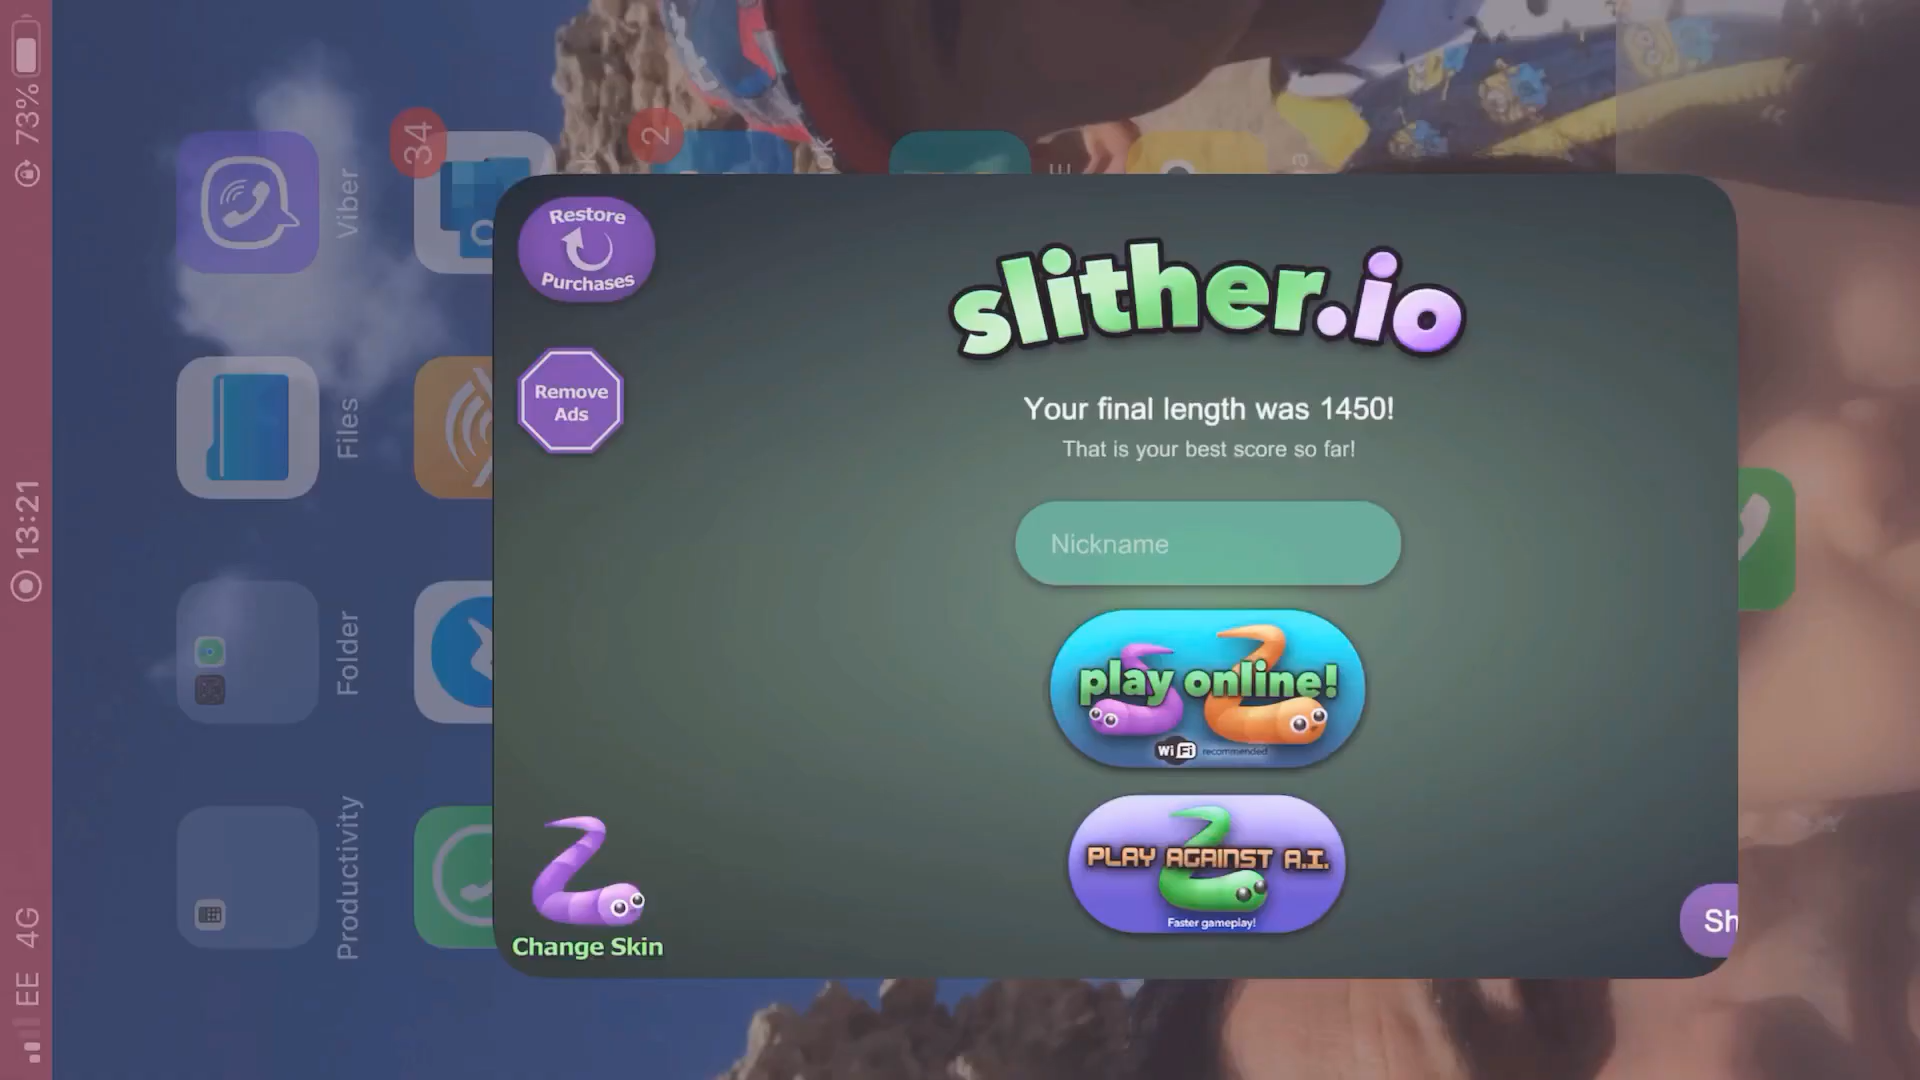 73%
13:21
4G
EE
Viber
Files
Folder
Productivity
34
2
Restore
Purchases
Remove
Ads
slither.io
Your final length was 1450!
That is your best score so far!
Nickname
play online!
WiFi recommended
PLAY AGAINST A.I.
Faster gameplay!
Change Skin
Sh